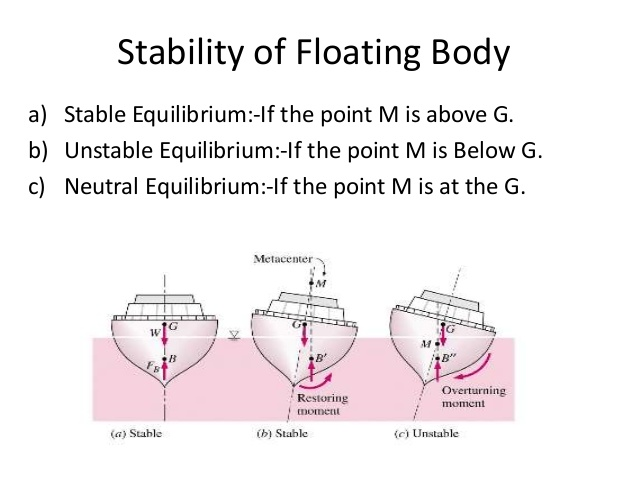 Stability of Floating Body
a) Stable Equilibrium:-If the point M is above G.
b) Unstable Equilibrium:-If the point M is Below G.
c) Neutral Equilibrium:-If the point M is at the G.
Metacenter
M
G
W
B
FB
G
B'
Restoring
moment
G
M
B''
Overturning
moment
(a) Stable
(b) Stable
(c) Unstable